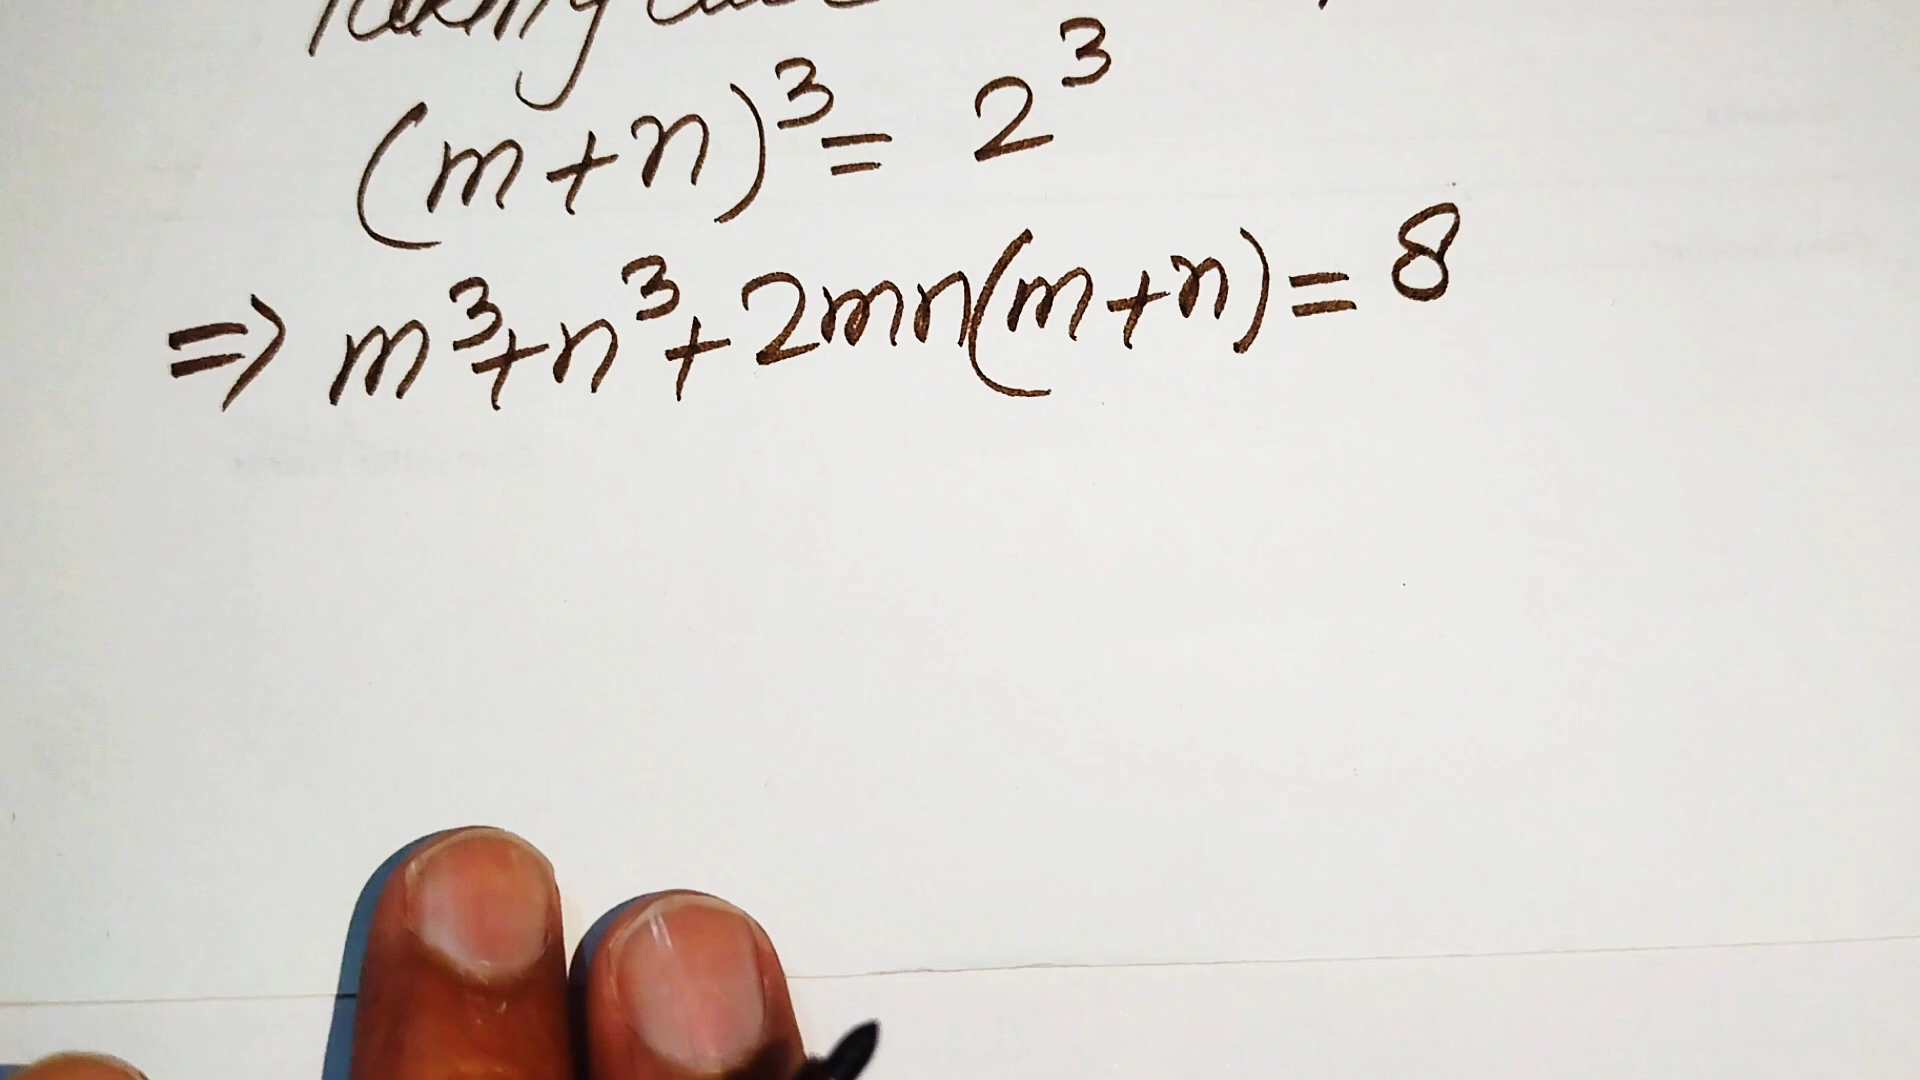 (m+n)³ = 2³
=> m³+n³+2mn(m+n) = 8